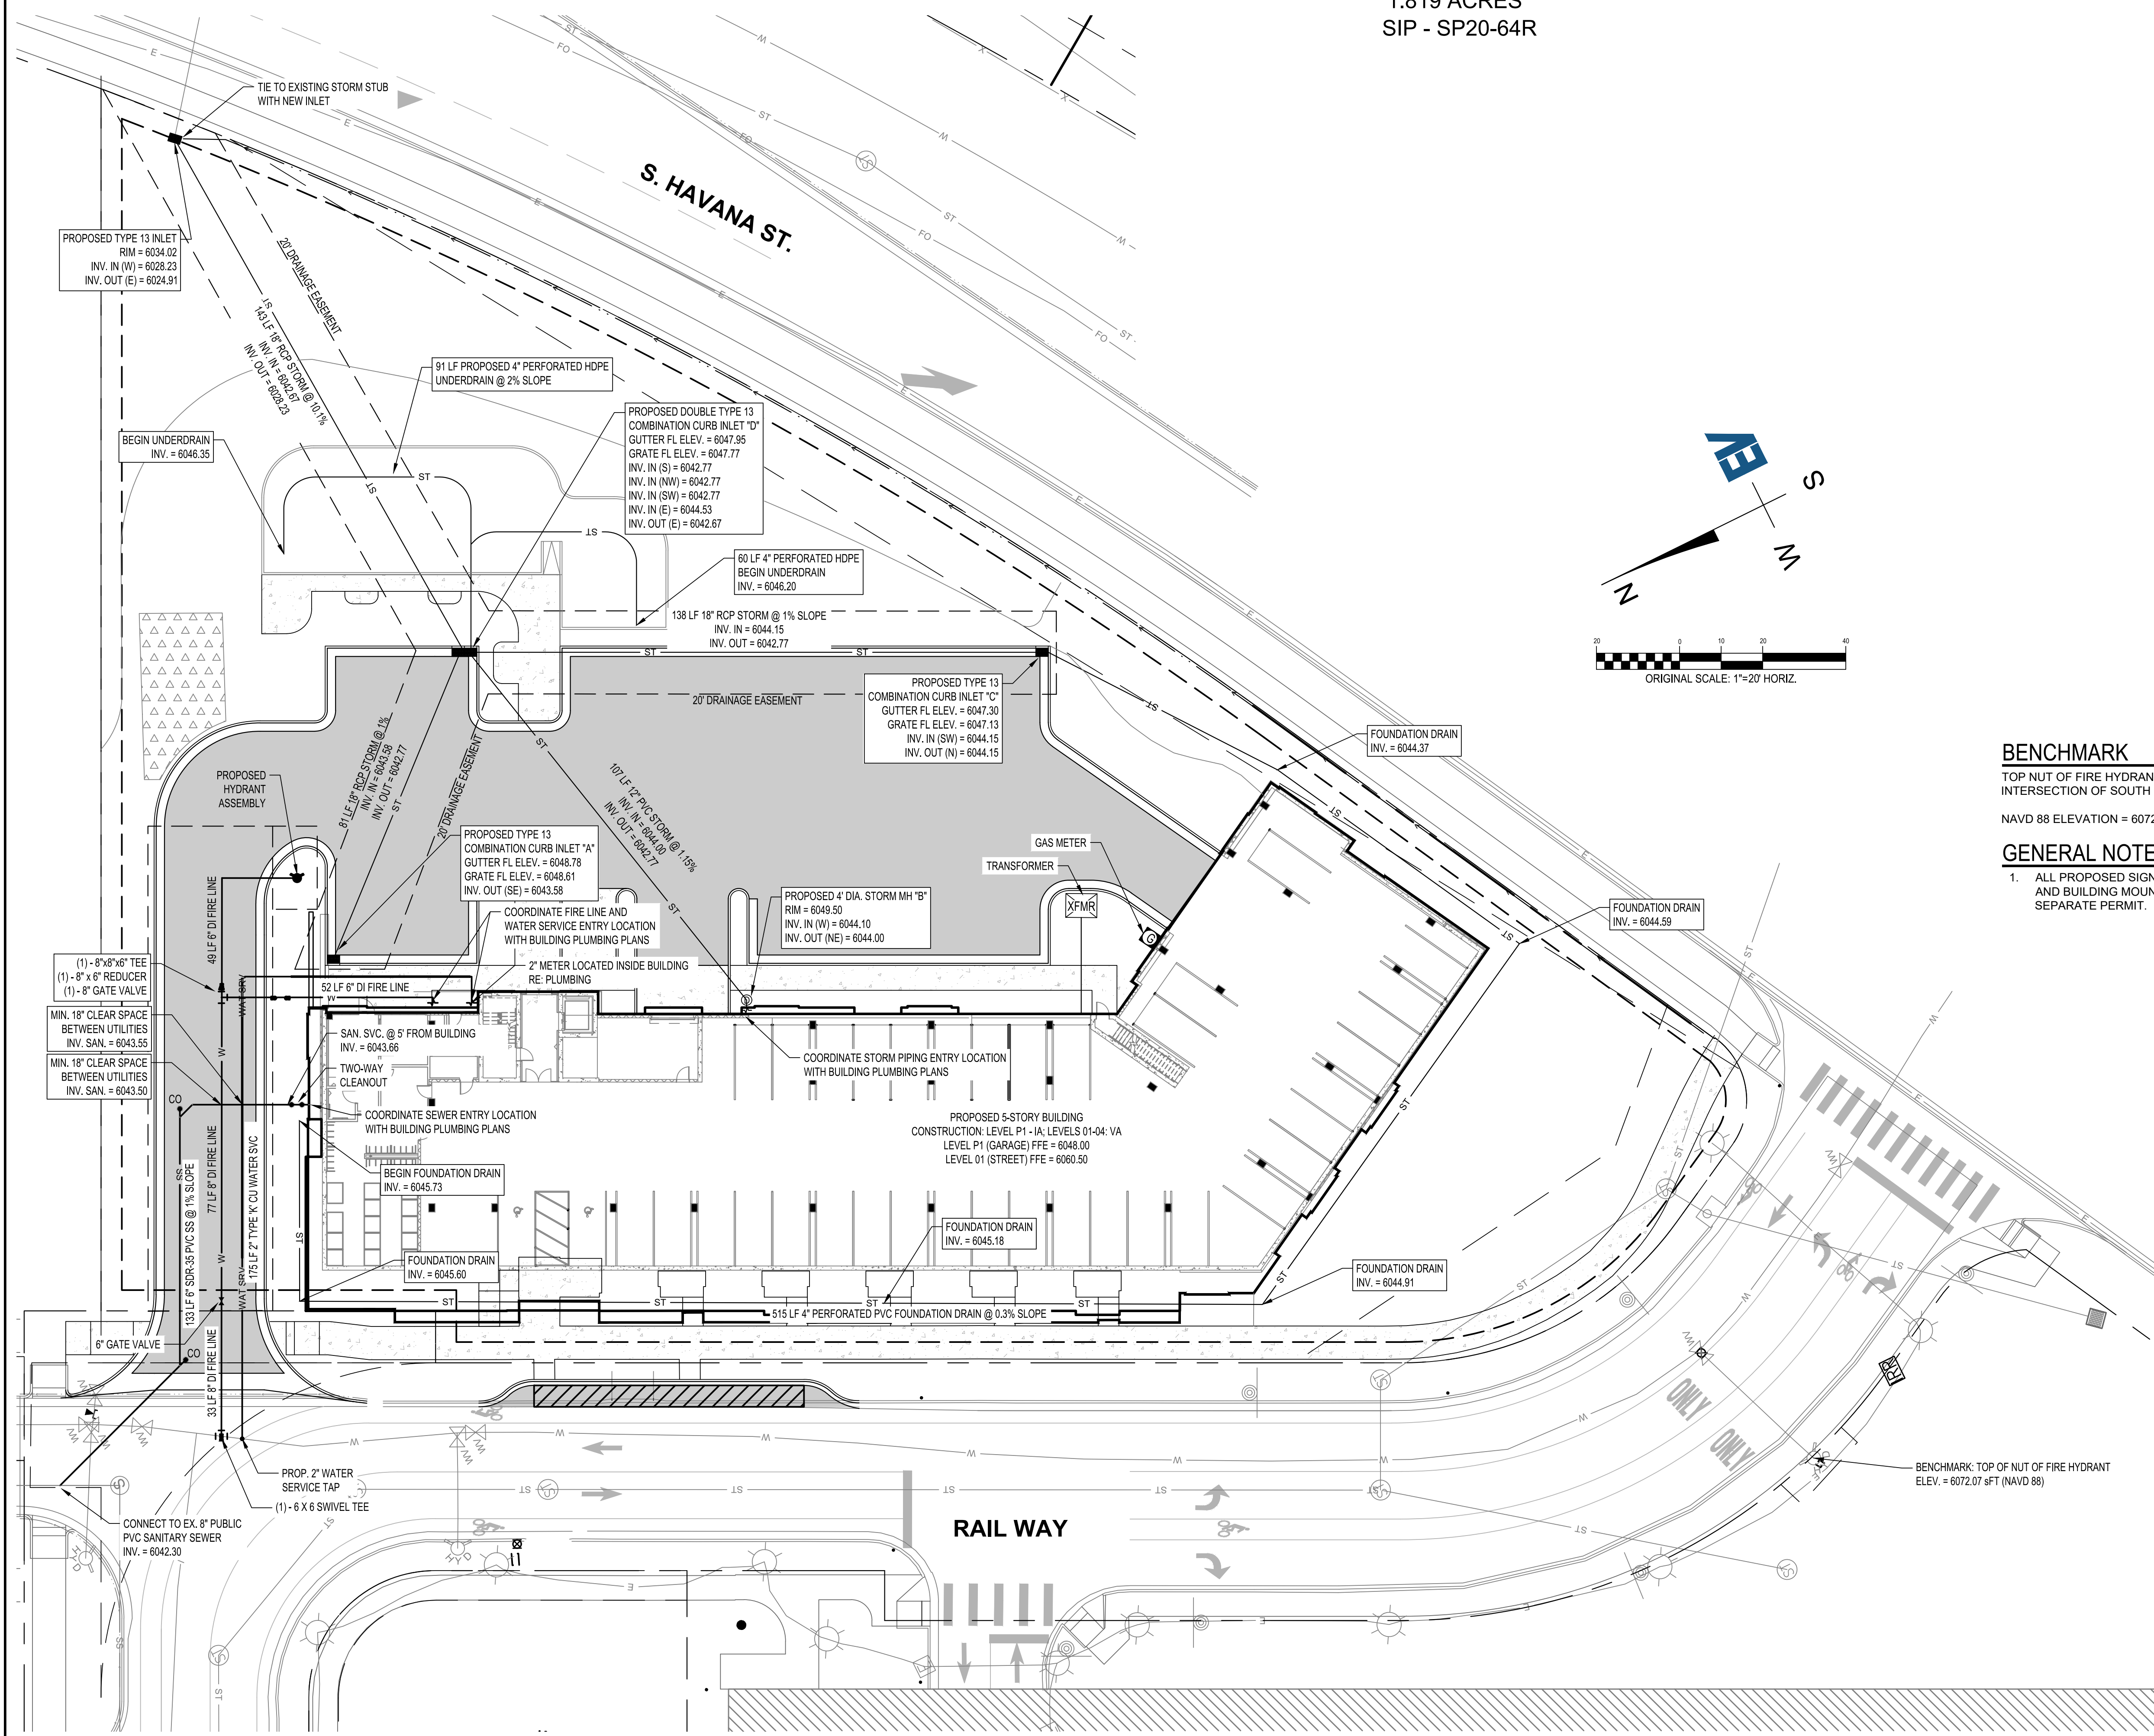 1.819 ACRES
SIP - SP20-64R
TIE TO EXISTING STORM STUB
WITH NEW INLET
S. HAVANA ST.
PROPOSED TYPE 13 INLET
RIM = 6034.02
INV. IN (W) = 6028.23
INV. OUT (E) = 6024.91
20' DRAINAGE EASEMENT
143 LF 18" RCP STORM @ 10.1%
INV. IN = 6042.67
INV. OUT = 6028.23
91 LF PROPOSED 4" PERFORATED HDPE
UNDERDRAIN @ 2% SLOPE
BEGIN UNDERDRAIN
INV. = 6046.35
PROPOSED DOUBLE TYPE 13
COMBINATION CURB INLET "D"
GUTTER FL ELEV. = 6047.95
GRATE FL ELEV. = 6047.77
INV. IN (S) = 6042.77
INV. IN (NW) = 6042.77
INV. IN (SW) = 6042.77
INV. IN (E) = 6044.53
INV. OUT (E) = 6042.67
60 LF 4" PERFORATED HDPE
BEGIN UNDERDRAIN
INV. = 6046.20
138 LF 18" RCP STORM @ 1% SLOPE
INV. IN = 6044.15
INV. OUT = 6042.77
S
W
N
20 0 10 20 40
ORIGINAL SCALE: 1"=20' HORIZ.
PROPOSED TYPE 13
COMBINATION CURB INLET "C"
GUTTER FL ELEV. = 6047.30
GRATE FL ELEV. = 6047.13
INV. IN (SW) = 6044.15
INV. OUT (N) = 6044.15
20' DRAINAGE EASEMENT
FOUNDATION DRAIN
INV. = 6044.37
BENCHMARK
TOP NUT OF FIRE HYDRAN
INTERSECTION OF SOUTH
NAVD 88 ELEVATION = 6072
GENERAL NOTE
1. ALL PROPOSED SIGN
AND BUILDING MOUN
SEPARATE PERMIT.
PROPOSED
HYDRANT
ASSEMBLY
81 LF 18" RCP STORM @ 1%
INV. IN = 6043.58
INV. OUT = 6042.77
20' DRAINAGE EASEMENT
107 LF 12" PVC STORM @ 1.15%
INV. IN = 6044.00
INV. OUT = 6042.77
PROPOSED TYPE 13
COMBINATION CURB INLET "A"
GUTTER FL ELEV. = 6048.78
GRATE FL ELEV. = 6048.61
INV. OUT (SE) = 6043.58
GAS METER
TRANSFORMER
XFMR
G
PROPOSED 4' DIA. STORM MH "B"
RIM = 6049.50
INV. IN (W) = 6044.10
INV. OUT (NE) = 6044.00
FOUNDATION DRAIN
INV. = 6044.59
COORDINATE FIRE LINE AND
WATER SERVICE ENTRY LOCATION
WITH BUILDING PLUMBING PLANS
2" METER LOCATED INSIDE BUILDING
RE: PLUMBING
49 LF 6" DI FIRE LINE
(1) - 8"x8"x6" TEE
(1) - 8" x 6" REDUCER
(1) - 8" GATE VALVE
52 LF 6" DI FIRE LINE
WAT SRV
MIN. 18" CLEAR SPACE
BETWEEN UTILITIES
INV. SAN. = 6043.55
MIN. 18" CLEAR SPACE
BETWEEN UTILITIES
INV. SAN. = 6043.50
SAN. SVC. @ 5' FROM BUILDING
INV. = 6043.66
TWO-WAY
CLEANOUT
CO
COORDINATE SEWER ENTRY LOCATION
WITH BUILDING PLUMBING PLANS
COORDINATE STORM PIPING ENTRY LOCATION
WITH BUILDING PLUMBING PLANS
PROPOSED 5-STORY BUILDING
CONSTRUCTION: LEVEL P1 - IA; LEVELS 01-04: VA
LEVEL P1 (GARAGE) FFE = 6048.00
LEVEL 01 (STREET) FFE = 6060.50
BEGIN FOUNDATION DRAIN
INV. = 6045.73
133 LF 6" SDR-35 PVC SS @ 1% SLOPE
77 LF 8" DI FIRE LINE
175 LF 2" TYPE 'K' CU WATER SVC
WAT SRV
FOUNDATION DRAIN
INV. = 6045.18
FOUNDATION DRAIN
INV. = 6045.60
FOUNDATION DRAIN
INV. = 6044.91
515 LF 4" PERFORATED PVC FOUNDATION DRAIN @ 0.3% SLOPE
6" GATE VALVE
CO
33 LF 8" DI FIRE LINE
PROP. 2" WATER
SERVICE TAP
(1) - 6 X 6 SWIVEL TEE
CONNECT TO EX. 8" PUBLIC
PVC SANITARY SEWER
INV. = 6042.30
RAIL WAY
ONLY
ONLY
IRR
BENCHMARK: TOP OF NUT OF FIRE HYDRANT
ELEV. = 6072.07 sFT (NAVD 88)
HYD
HYD